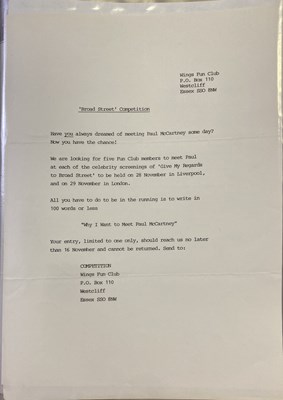 Wings Fun Club
P.O. Box 110
Westcliff
Essex SSO 8NW
'Broad Street' Competition
Have you always dreamed of meeting Paul McCartney some day?
Now you have the chance!
We are looking for five Fun Club members to meet Paul
at the celebrity screenings of 'Give My Regards
to Broad Street' to be held on 28 November in Liverpool,
and on 29 November in London.
All you have to do to be in the running is to write in
100 words or less
"Why I Want to Meet Paul McCartney"
Your entry, limited to one only, should reach us no later
than 16 November and cannot be returned. Send to:
COMPETITION
Wings Fun Club
P.O. Box 110
Westcliff
Essex SSO 8NW